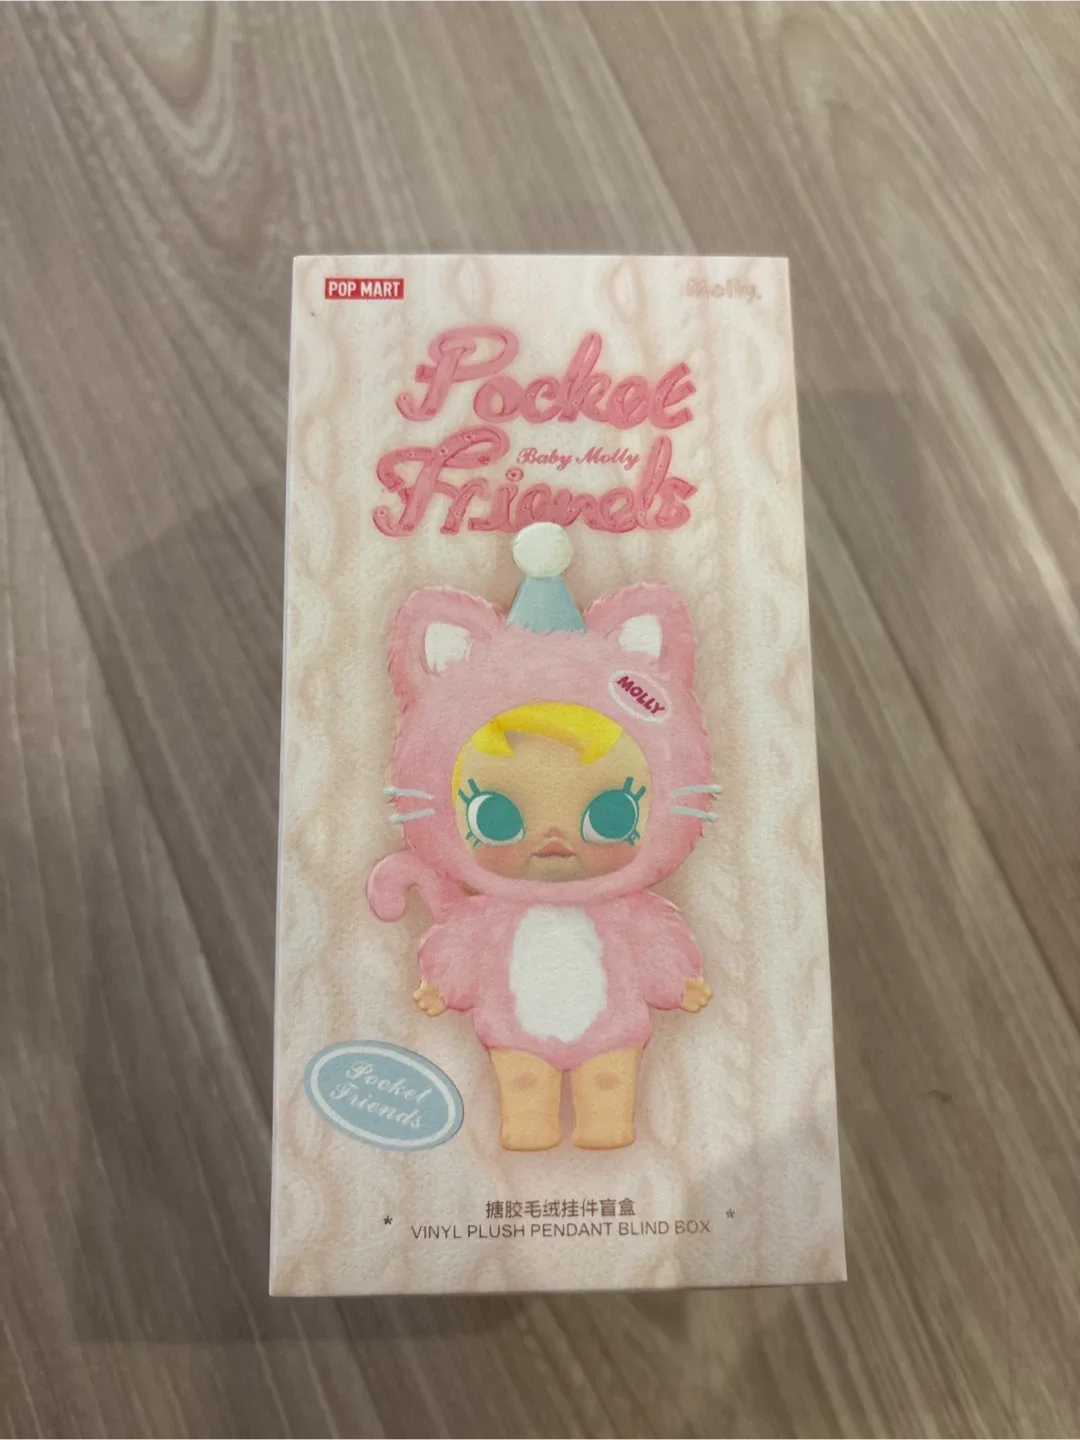 POP MART
Molly.
Pocket
Baby Molly
Friends
MOLLY
Pocket
Friends
搪胶毛绒挂件盲盒
* VINYL PLUSH PENDANT BLIND BOX *